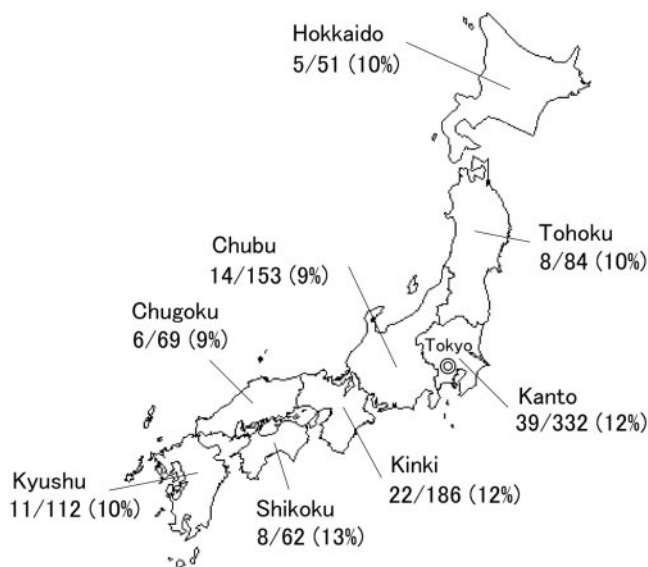 Hokkaido
5/51 (10%)
Tohoku
8/84 (10%)
Chubu
14/153 (9%)
Chugoku
6/69 (9%)
Tokyo
Kanto
39/332 (12%)
Kinki
22/186 (12%)
Kyushu
11/112 (10%)
Shikoku
8/62 (13%)